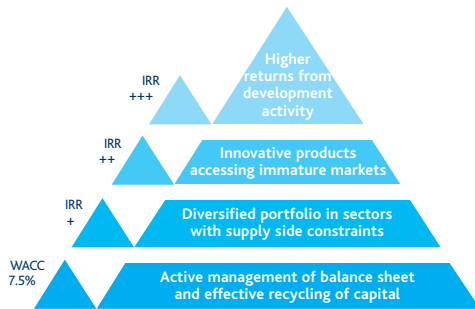 Higher
returns from
development
activity
IRR
+++
Innovative products
accessing immature markets
IRR
++
Diversified portfolio in sectors
with supply side constraints
IRR
+
Active management of balance sheet
and effective recycling of capital
WACC
7.5%